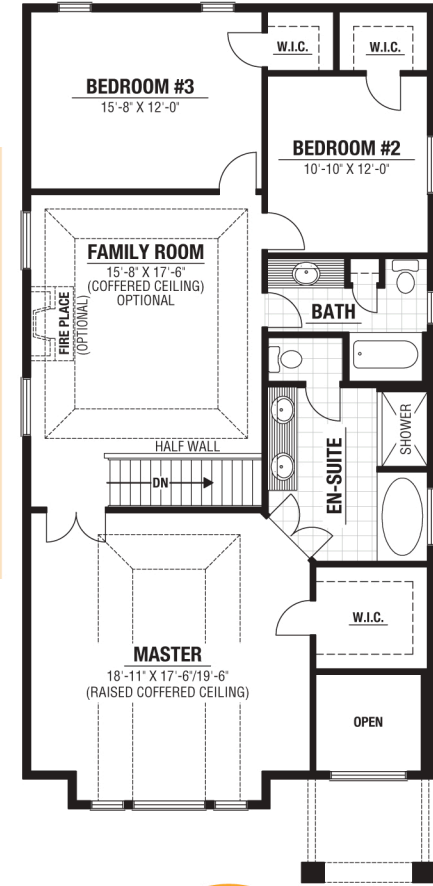 W.I.C.
W.I.C.
BEDROOM #3
15'-8" X 12'-0"
BEDROOM #2
10'-10" X 12'-0"
FAMILY ROOM
15'-8" X 17'-6"
(COFFERED CEILING)
OPTIONAL
FIRE PLACE
(OPTIONAL)
BATH
HALF WALL
DN
EN-SUITE
SHOWER
W.I.C.
MASTER
18'-11" X 17'-6"/19'-6"
(RAISED COFFERED CEILING)
OPEN